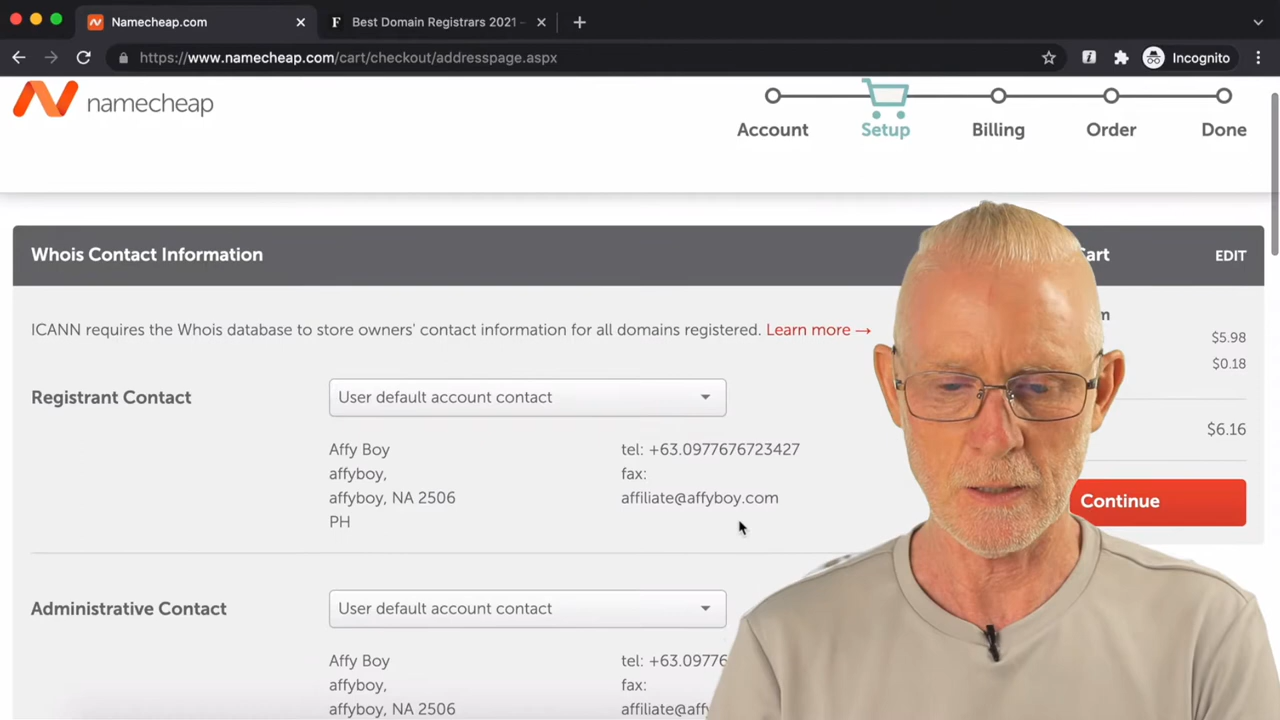 Namecheap.com
F Best Domain Registrars 2021 -
https://www.namecheap.com/cart/checkout/addresspage.aspx
Incognito
namecheap
Account
Setup
Billing
Order
Done
Whois Contact Information
Cart
EDIT
ICANN requires the Whois database to store owners' contact information for all domains registered. Learn more →
$5.98
$0.18
Registrant Contact
User default account contact
$6.16
Affy Boy
tel: +63.0977676723427
affyboy,
fax:
affyboy, NA 2506
affiliate@affyboy.com
Continue
PH
Administrative Contact
User default account contact
Affy Boy
tel: +63.09776
affyboy,
fax:
affyboy, NA 2506
affiliate@affy